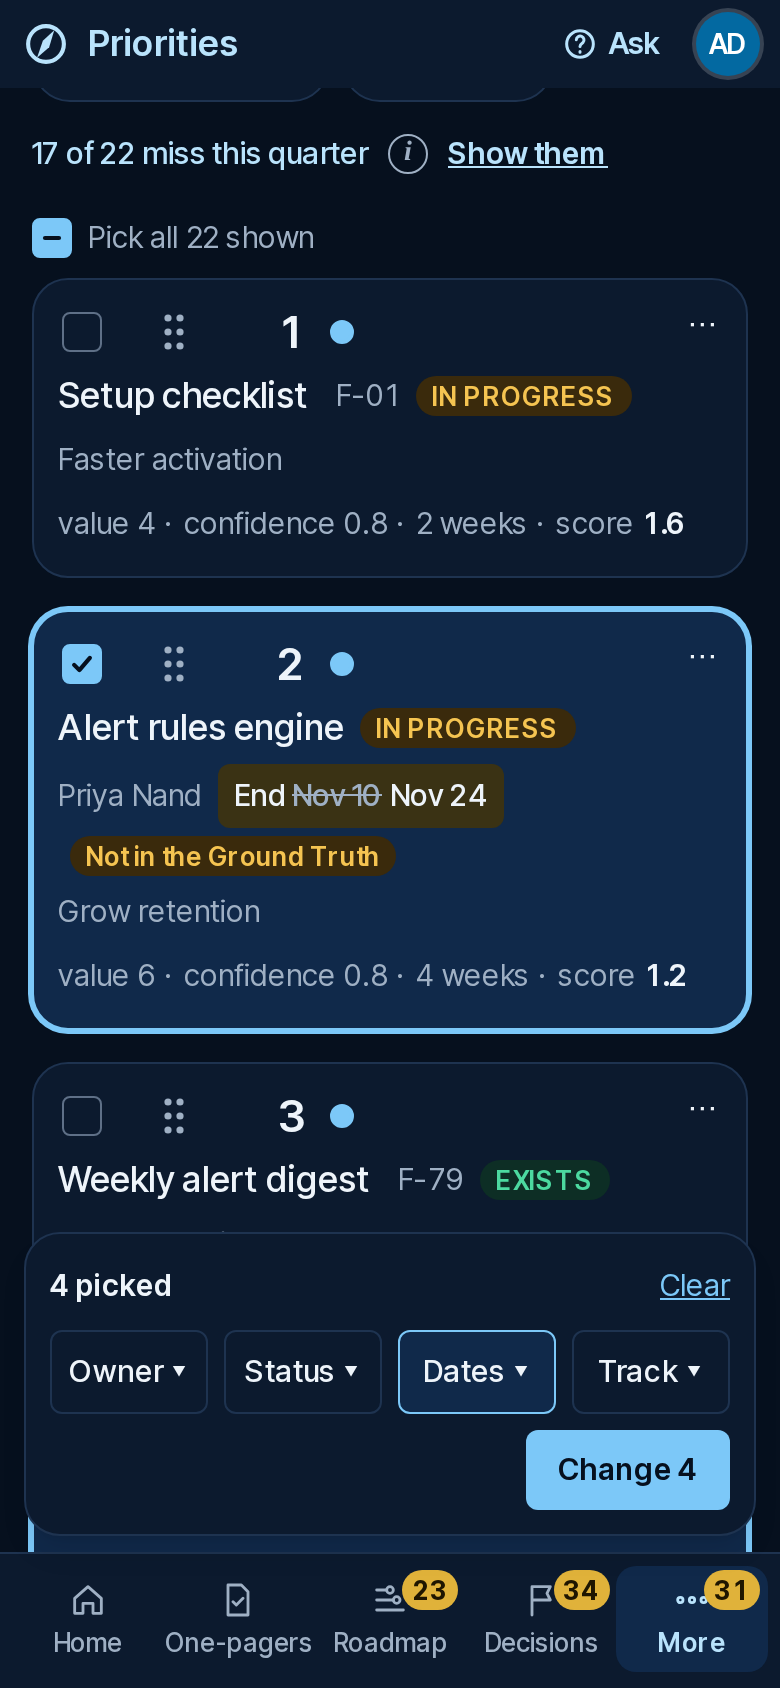 Priorities
Ask
AD
17 of 22 miss this quarter i Show them
Pick all 22 shown
1 ...
Setup checklist F-01 IN PROGRESS
Faster activation
value 4 · confidence 0.8 · 2 weeks · score 1.6
2 ...
Alert rules engine IN PROGRESS
Priya Nand End Nov 10 Nov 24
Not in the Ground Truth
Grow retention
value 6 · confidence 0.8 · 4 weeks · score 1.2
3 ...
Weekly alert digest F-79 EXISTS
4 picked Clear
Owner ▾ Status ▾ Dates ▾ Track ▾
Change 4
23 34 31
Home One-pagers Roadmap Decisions More